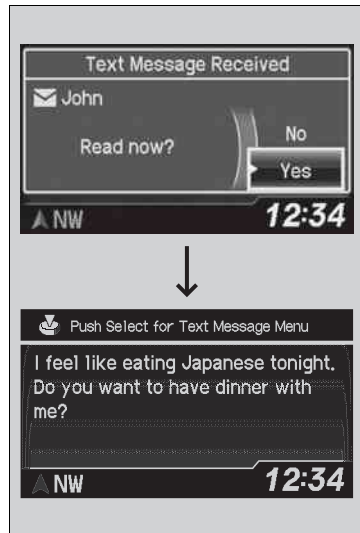 Text Message Received
John
Read now?
No
Yes
NW
12:34
Push Select for Text Message Menu
I feel like eating Japanese tonight.
Do you want to have dinner with
me?
NW
12:34